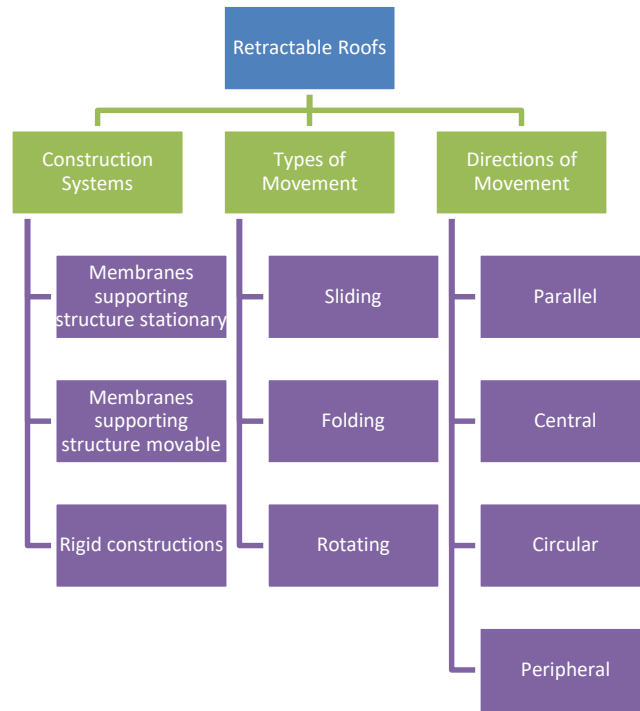 Retractable Roofs
Construction
Systems
Types of
Movement
Directions of
Movement
Membranes
supporting
structure stationary
Membranes
supporting
structure movable
Rigid constructions
Sliding
Folding
Rotating
Parallel
Central
Circular
Peripheral